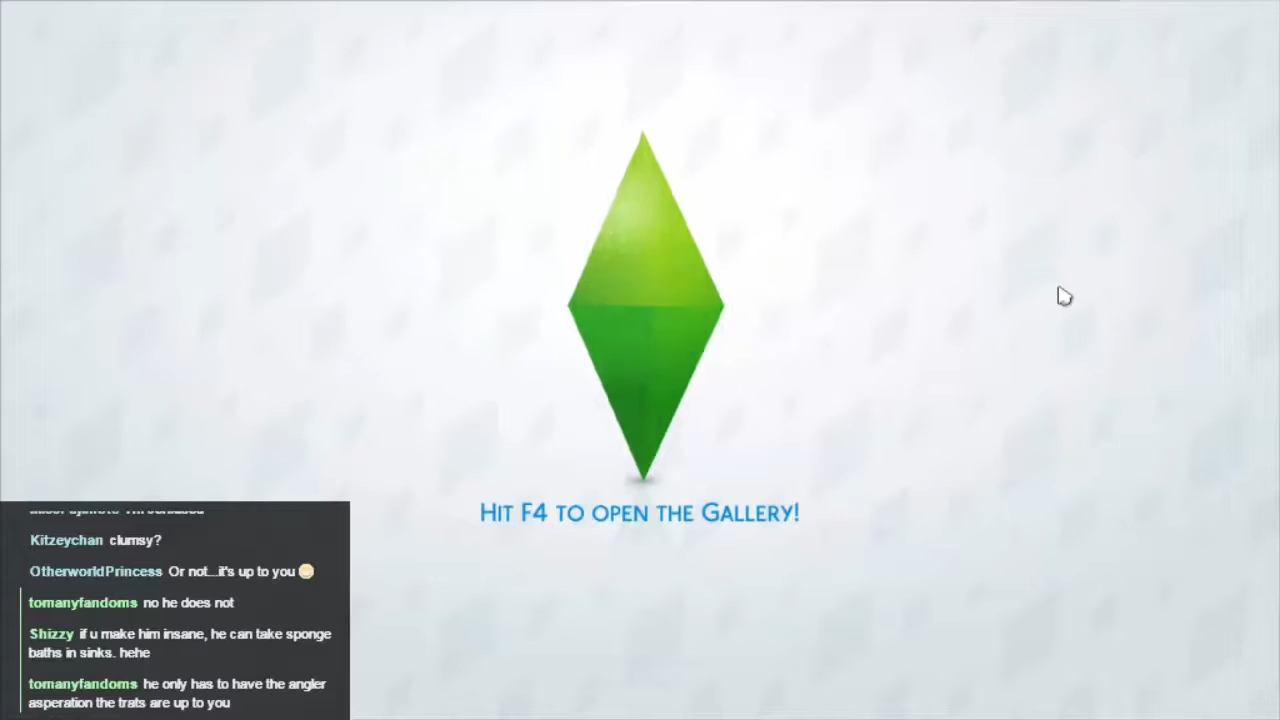 Hit F4 to open the Gallery!
Kitzeychan clumsy?
OtherworldPrincess Or not...it's up to you
tomanyfandoms no he does not
Shizzy if u make him insane, he can take sponge
baths in sinks. hehe
tomanyfandoms he only has to have the angler
asperation the trats are up to you